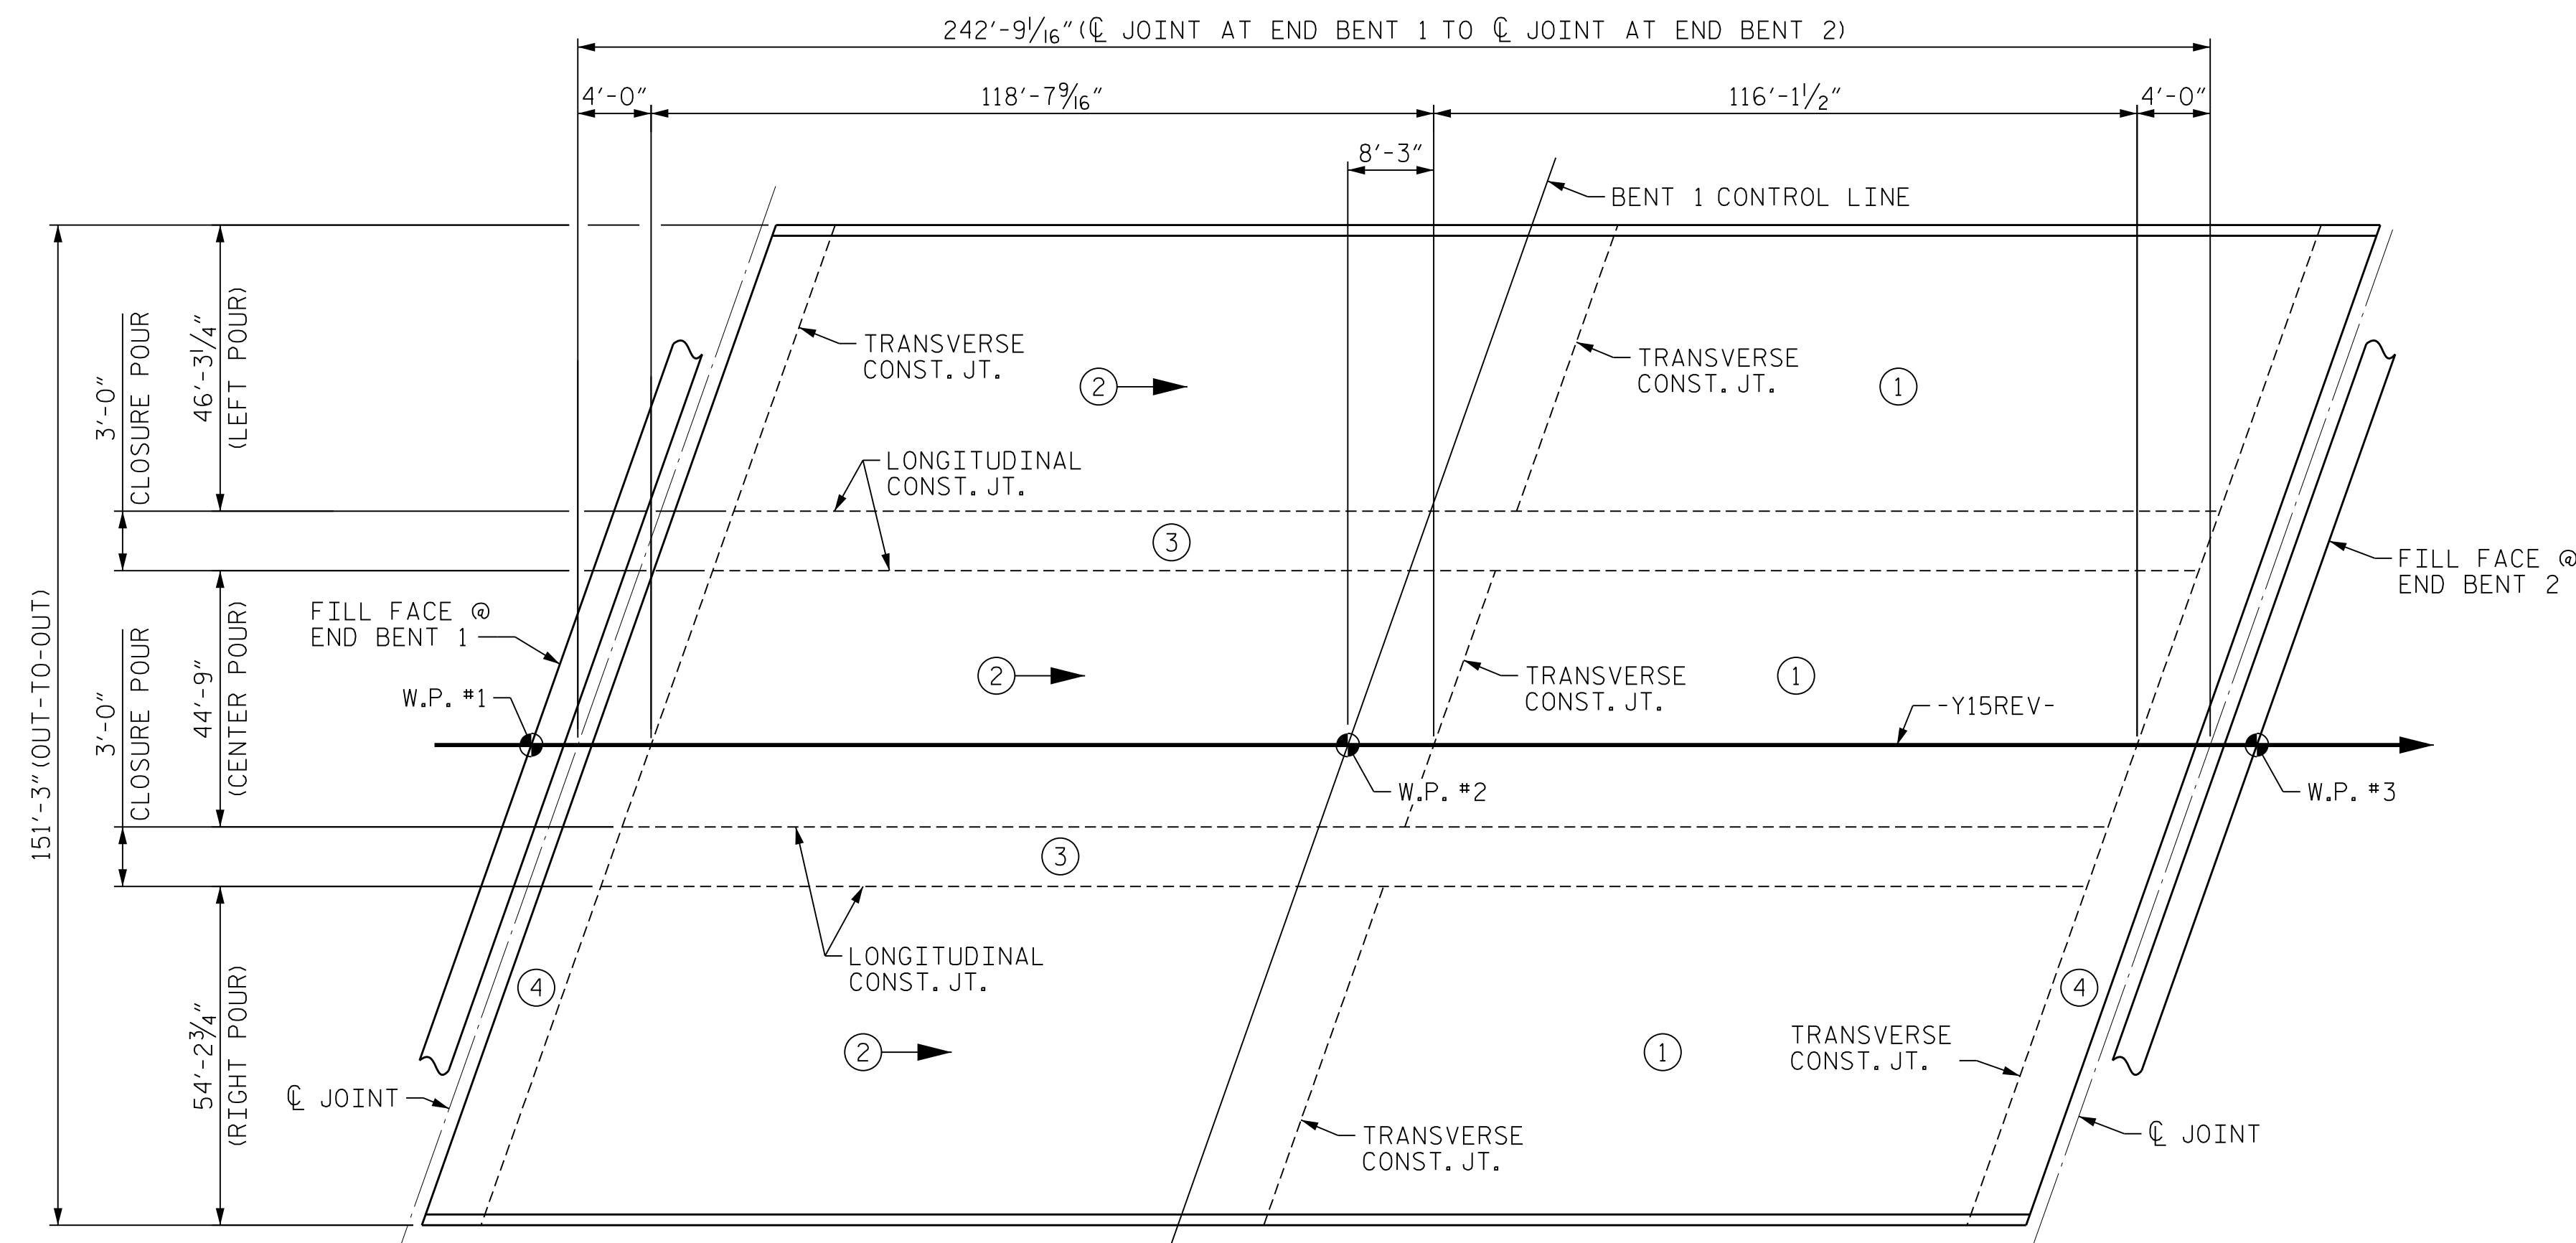 242'-9 1/16" (℄ JOINT AT END BENT 1 TO ℄ JOINT AT END BENT 2)
4'-0"
118'-7 9/16"
116'-1 1/2"
4'-0"
8'-3"
BENT 1 CONTROL LINE
151'-3" (OUT-TO-OUT)
3'-0"
CLOSURE POUR
46'-3 1/4"
(LEFT POUR)
TRANSVERSE
CONST. JT.
TRANSVERSE
CONST. JT.
2
1
LONGITUDINAL
CONST. JT.
3
FILL FACE @
END BENT 2
FILL FACE @
END BENT 1
3'-0"
CLOSURE POUR
44'-9"
(CENTER POUR)
W.P. #1
2
TRANSVERSE
CONST. JT.
1
-Y15REV-
W.P. #2
W.P. #3
3
LONGITUDINAL
CONST. JT.
54'-2 3/4"
(RIGHT POUR)
4
4
2
1
TRANSVERSE
CONST. JT.
℄ JOINT
TRANSVERSE
CONST. JT.
℄ JOINT